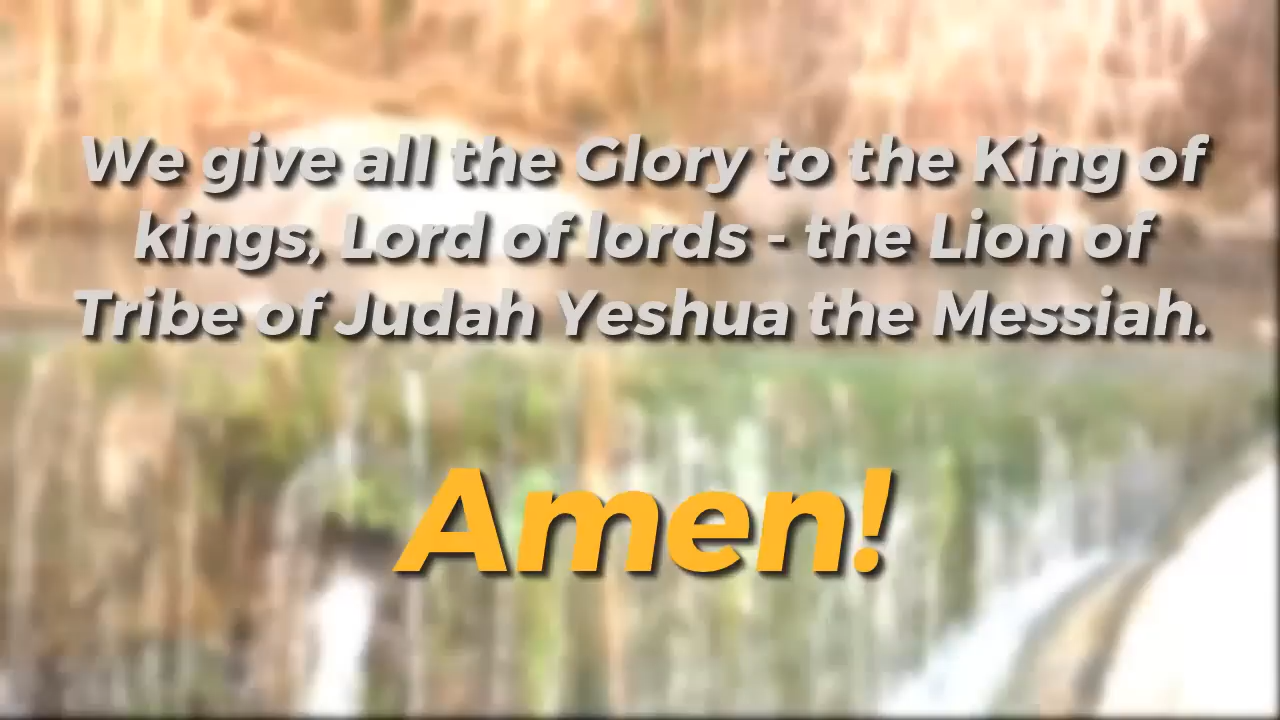 We give all the Glory to the King of
kings, Lord of lords - the Lion of
Tribe of Judah Yeshua the Messiah.
Amen!